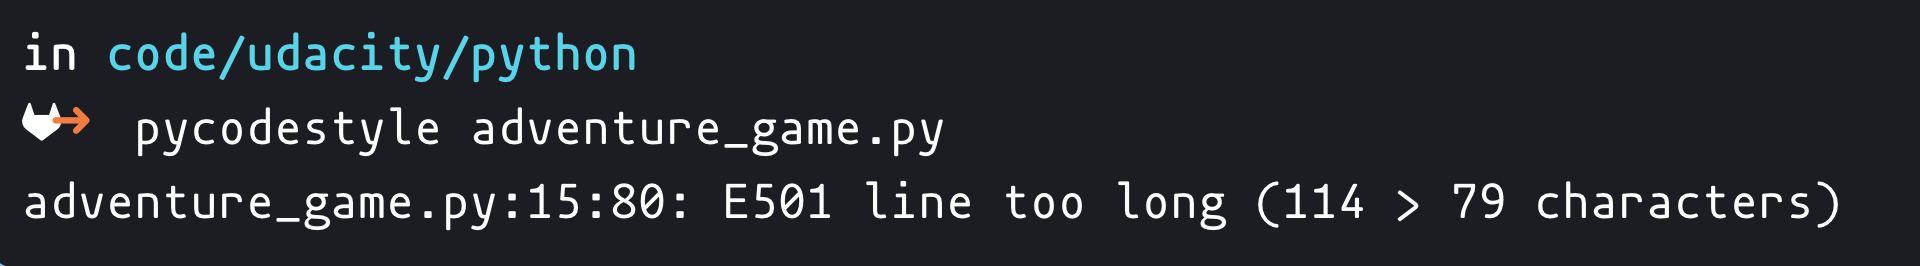 in code/udacity/python
pycodestyle adventure_game.py
adventure_game.py:15:80: E501 line too long (114 > 79 characters)